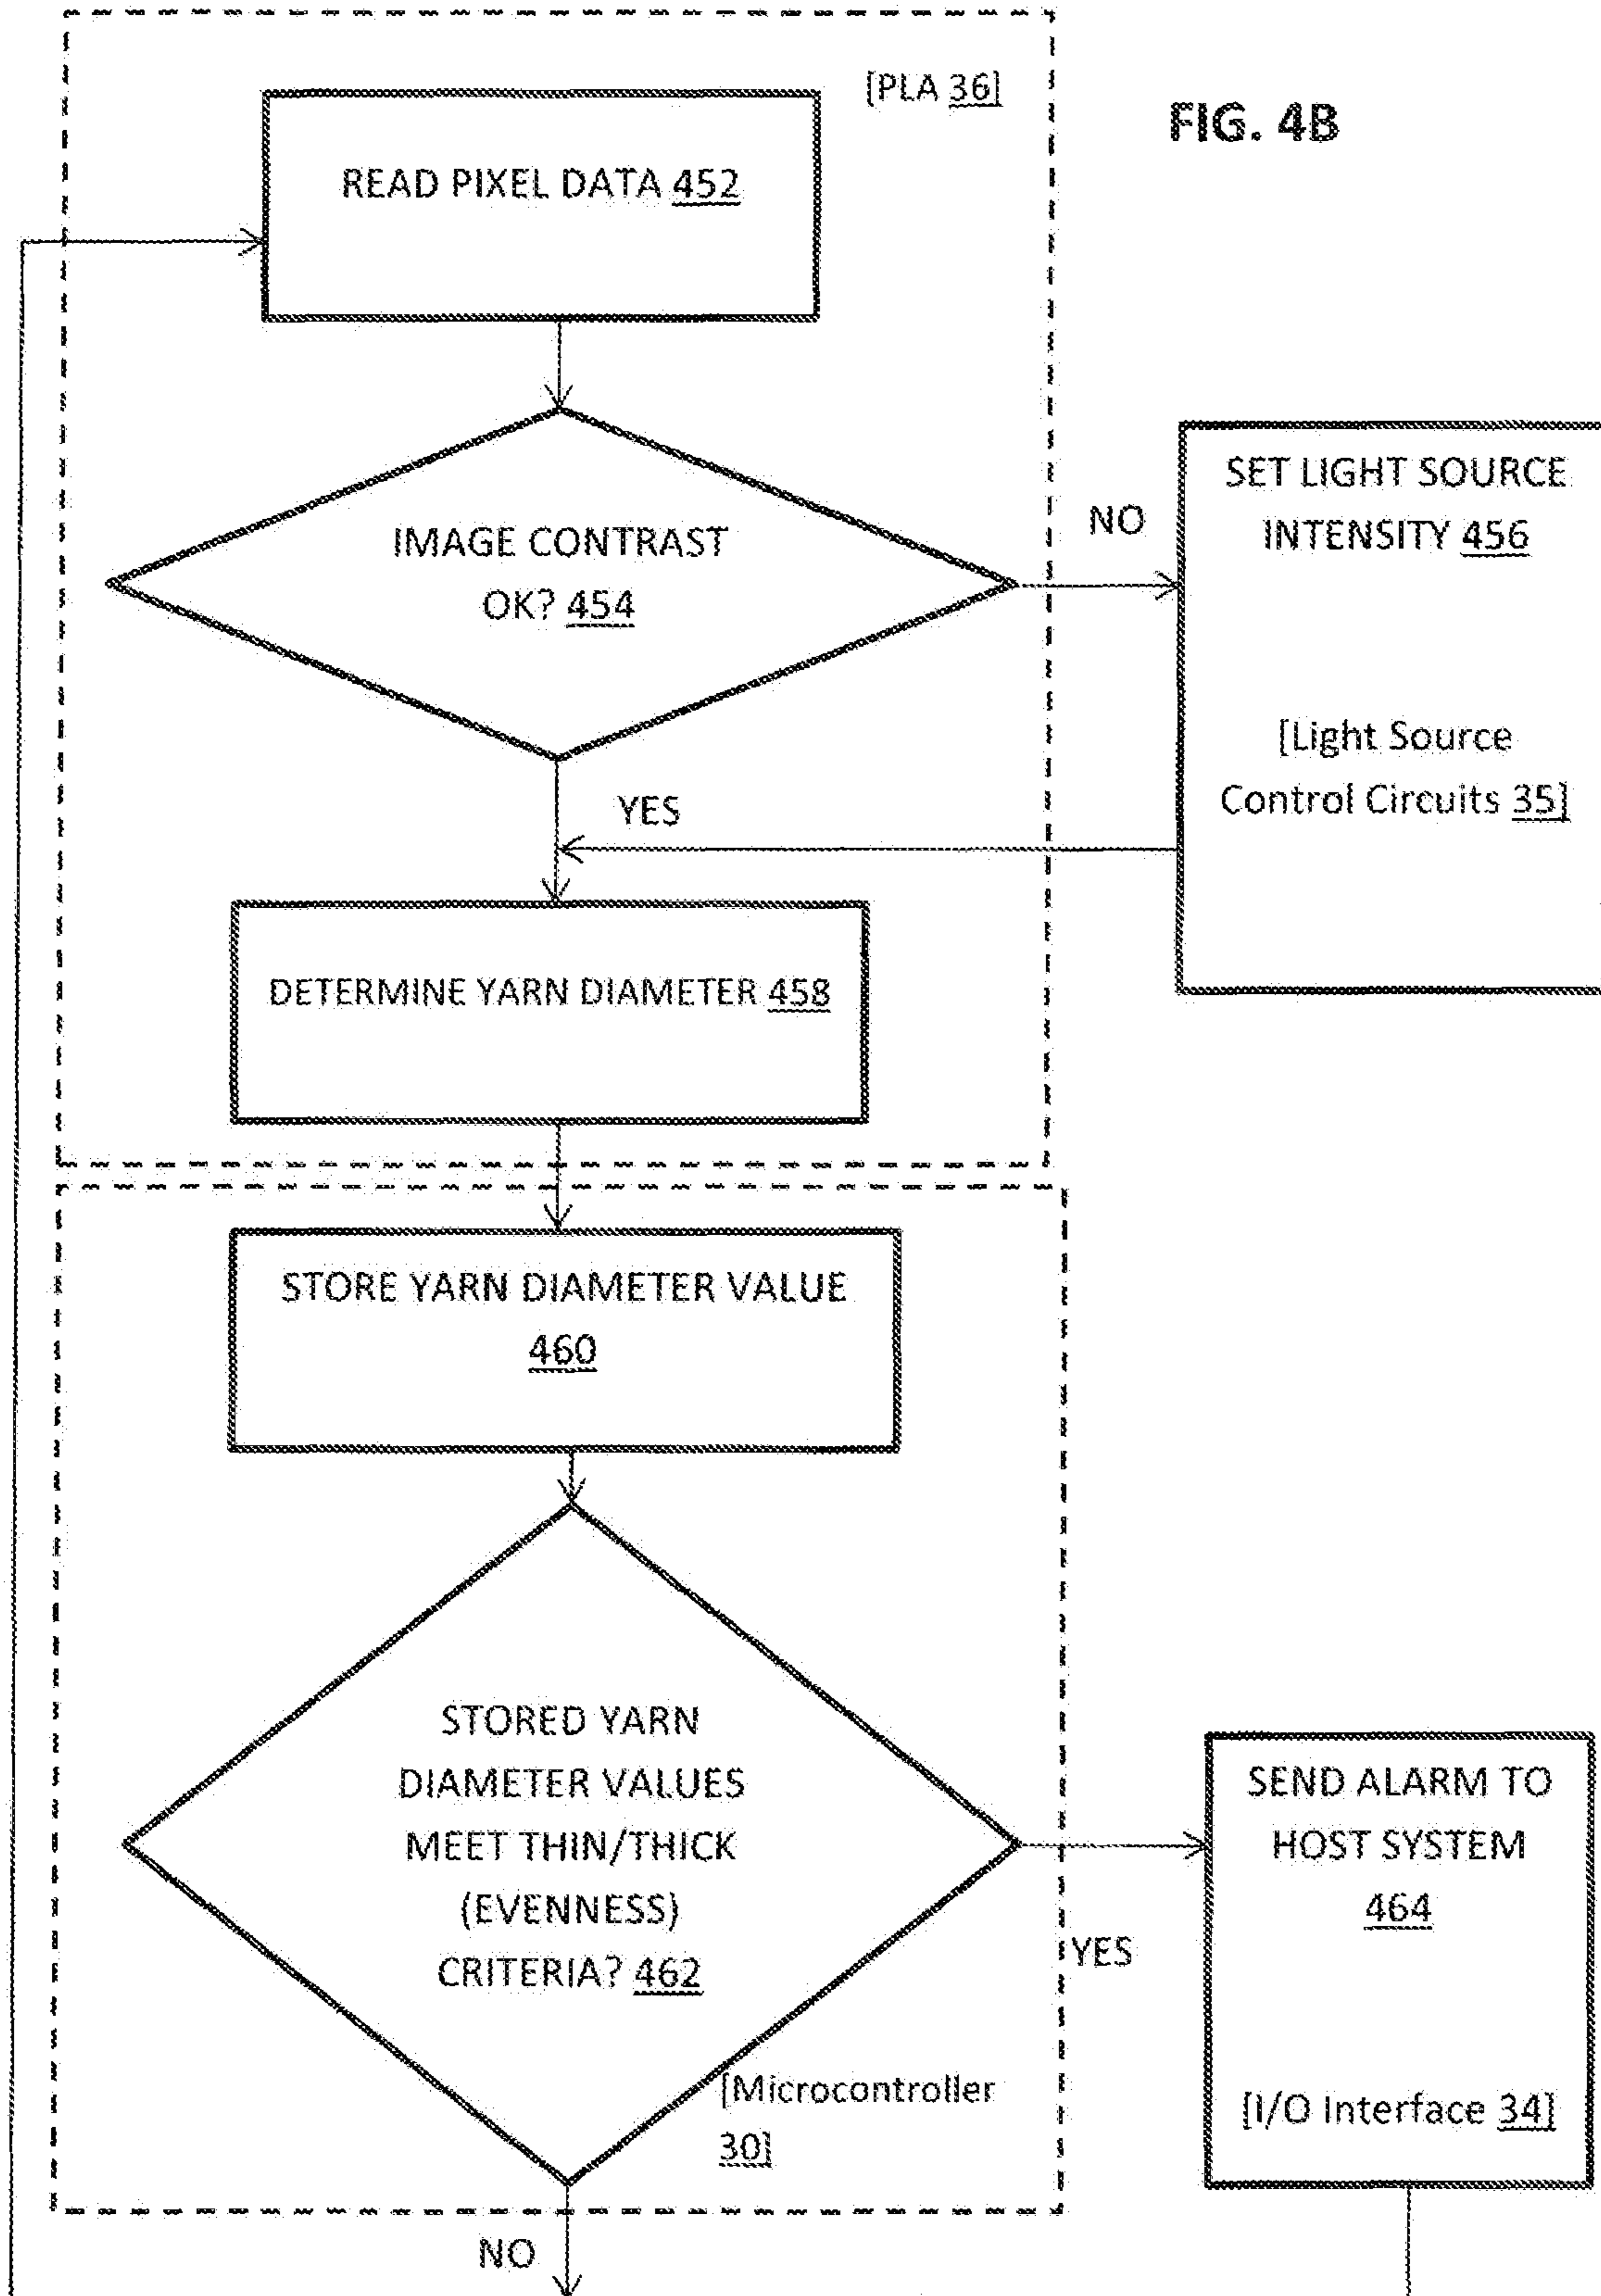 [PLA 36]
FIG. 4B
READ PIXEL DATA 452
IMAGE CONTRAST
OK? 454
NO
SET LIGHT SOURCE
INTENSITY 456
[Light Source
Control Circuits 35]
YES
DETERMINE YARN DIAMETER 458
STORE YARN DIAMETER VALUE
460
STORED YARN
DIAMETER VALUES
MEET THIN/THICK
(EVENNESS)
CRITERIA? 462
YES
SEND ALARM TO
HOST SYSTEM
464
[I/O Interface 34]
[Microcontroller
30]
NO